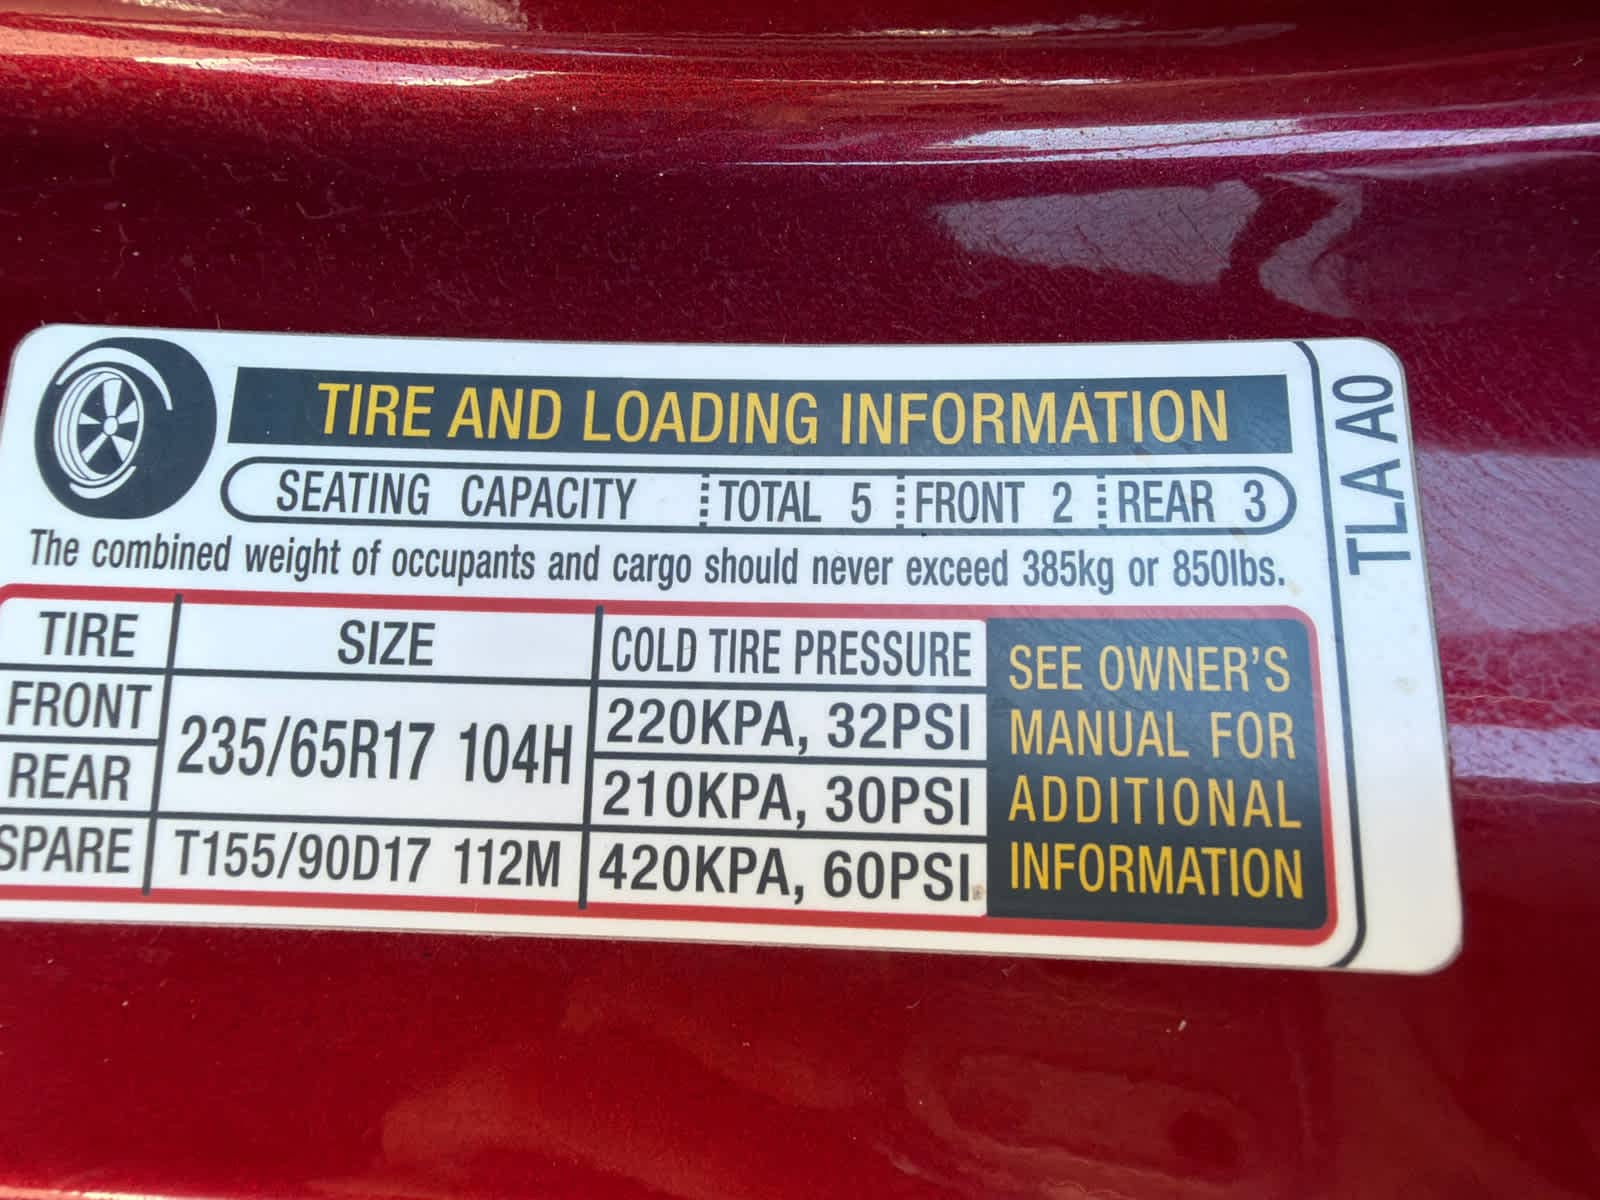 TIRE AND LOADING INFORMATION
SEATING CAPACITY TOTAL 5 FRONT 2 REAR 3
The combined weight of occupants and cargo should never exceed 385kg or 850lbs.
TIRE SIZE COLD TIRE PRESSURE
FRONT 235/65R17 104H 220KPA, 32PSI
REAR 210KPA, 30PSI
SPARE T155/90D17 112M 420KPA, 60PSI
SEE OWNER'S
MANUAL FOR
ADDITIONAL
INFORMATION
TLA A0